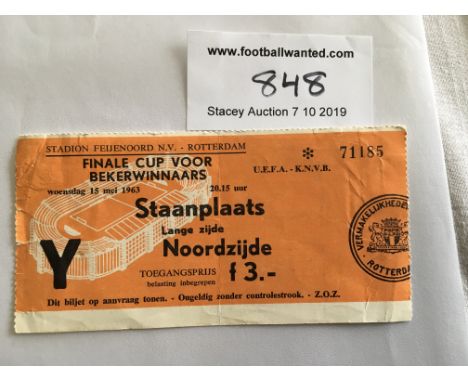 www.footballwanted.com
848
Stacey Auction 7 10 2019
STADION FEIJENOORD N.V. - ROTTERDAM
FINALE CUP VOOR
BEKERWINNAARS
* 71185
U.E.F.A. - K.N.V.B.
woensdag 15 mei 1963 20.15 uur
Staanplaats
Lange zijde
Noordzijde
Y
TOEGANGSPRIJS
belasting inbegrepen
f 3.-
Dit biljet op aanvraag tonen. - Ongeldig zonder controlestrook. - Z.O.Z.
VERMAKELIJKHEDE
ROTTERDA